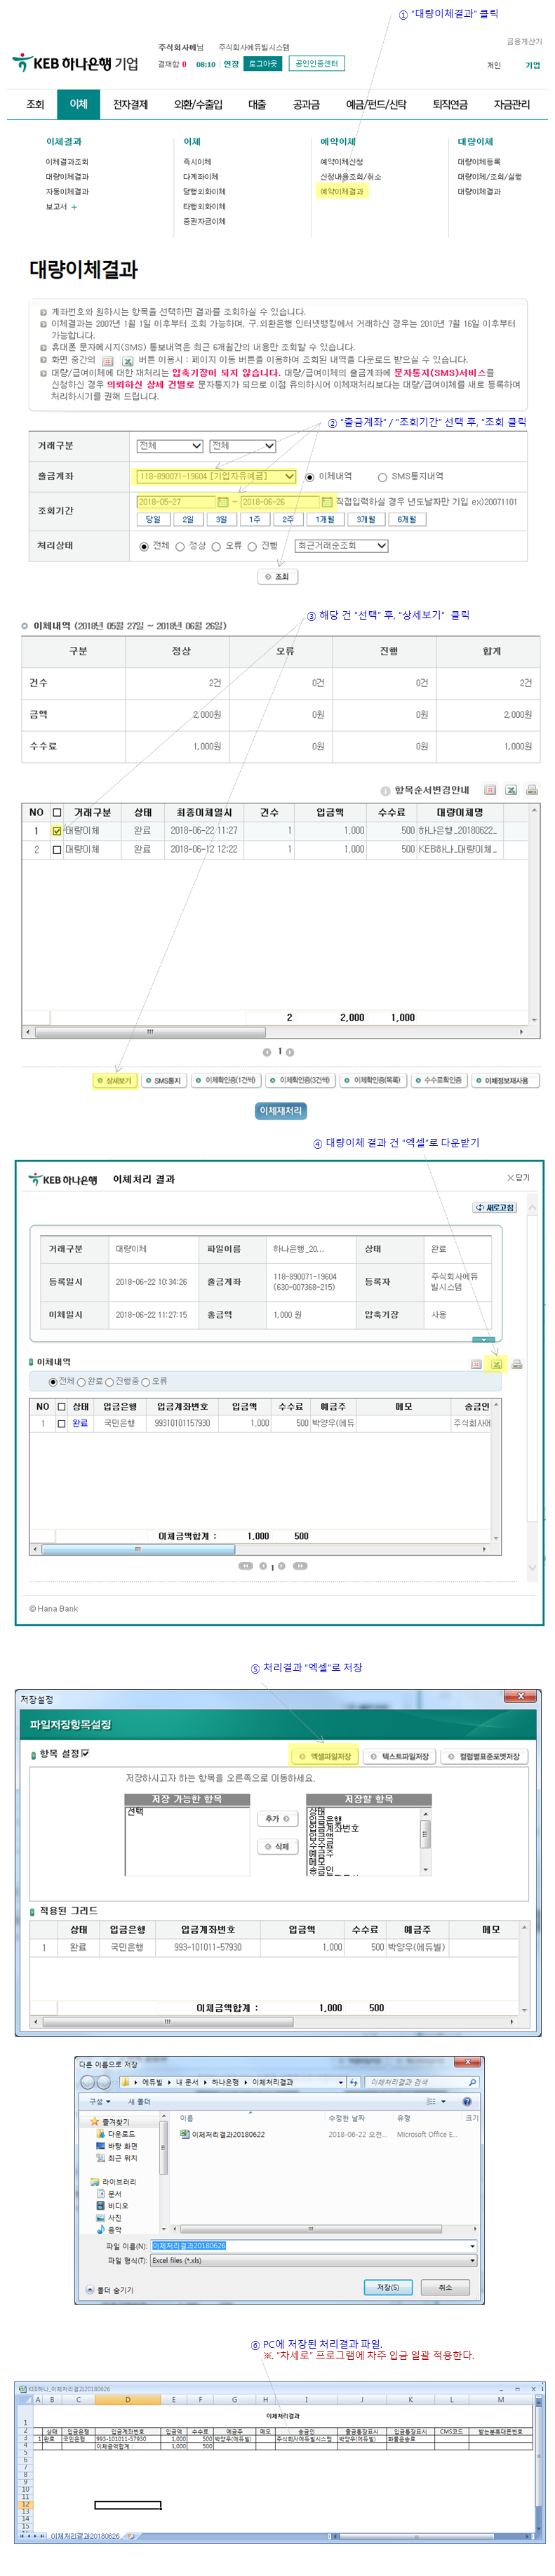 ① "대량이체결과" 클릭
KEB 하나은행 기업
주식회사에님 주식회사에듀빌시스템
결재함 0 08:10 연장 로그아웃 공인인증센터
금융계산기
개인 기업
조회 이체 전자결제 외환/수출입 대출 공과금 예금/펀드/신탁 퇴직연금 자금관리
이체결과 이체 예약이체 대량이체
이체결과조회 즉시이체 예약이체신청 대량이체등록
대량이체결과 다계좌이체 신청내용조회/취소 대량이체/조회/실행
자동이체결과 당행외화이체 예약이체결과 대량이체결과
보고서 + 타행외화이체
증권자금이체
대량이체결과
계좌번호와 원하시는 항목을 선택하면 결과를 조회하실 수 있습니다.
이체결과는 2007년 1월 1일 이후부터 조회 가능하며, 구.외환은행 인터넷뱅킹에서 거래하신 경우는 2010년 7월 16일 이후부터
가능합니다.
휴대폰 문자메시지(SMS) 통보내역은 최근 6개월간의 내용만 조회할 수 있습니다.
화면 중간의 버튼 이용시 : 페이지 이동 버튼을 이용하여 조회된 내역을 다운로드 받으실 수 있습니다.
대량/급여이체에 대한 재처리는 압축기장이 되지 않습니다. 대량/급여이체의 출금계좌에 문자통지(SMS)서비스를
신청하신 경우 의뢰하신 상세 건별로 문자통지가 되므로 이점 유의하시어 이체재처리보다는 대량/급여이체를 새로 등록하여
처리하시기를 권해 드립니다.
② "출금계좌" / "조회기간" 선택 후, "조회 클릭
거래구분 전체 전체
출금계좌 118-890071-19604 [기업자유예금] 이체내역 SMS통지내역
조회기간 2018-05-27 ~ 2018-06-26 직접입력하실 경우 년도날짜만 기입 ex)20071101
당일 2일 3일 1주 2주 1개월 3개월 6개월
처리상태 전체 정상 오류 진행 최근거래순조회
조회
③ 해당 건 "선택" 후, "상세보기" 클릭
이체내역 (2018년 05월 27일 ~ 2018년 06월 26일)
구분 정상 오류 진행 합계
건수 2건 0건 0건 2건
금액 2,000원 0원 0원 2,000원
수수료 1,000원 0원 0원 1,000원
항목순서변경안내
NO 거래구분 상태 최종이체일시 건수 입금액 수수료 대량이체명
1 대량이체 완료 2018-06-22 11:27 1 1,000 500 하나은행_20180622_
2 대량이체 완료 2018-06-12 12:22 1 1,000 500 KEB하나_대량이체_
2 2,000 1,000
1
상세보기 SMS통지 이체확인증(1건씩) 이체확인증(3건씩) 이체확인증(목록) 수수료확인증 이체정보재사용
이체재처리
④ 대량이체 결과 건 "엑셀"로 다운받기
KEB 하나은행 이체처리 결과 닫기
새로고침
거래구분 대량이체 파일이름 하나은행_20... 상태 완료
등록일시 2018-06-22 10:34:26 출금계좌 118-890071-19604 (630-007368-215) 등록자 주식회사에듀빌시스템
이체일시 2018-06-22 11:27:15 총금액 1,000 원 압축기장 사용
이체내역
전체 완료 진행중 오류
NO 상태 입금은행 입금계좌번호 입금액 수수료 예금주 메모 송금인
1 완료 국민은행 99310101157930 1,000 500 박양우(에듀 주식회사에
이체금액합계 : 1,000 500
1
© Hana Bank
⑤ 처리결과 "엑셀"로 저장
저장설정
파일저장항목설정
항목 설정 엑셀파일저장 텍스트파일저장 컬럼별표준포맷저장
저장하시고자 하는 항목을 오른쪽으로 이동하세요.
저장 가능한 항목 저장할 항목
선택
추가
삭제
상태
입금은행
입금계좌번호
입금액
수수료
예금주
메모
송금인
적용된 그리드
상태 입금은행 입금계좌번호 입금액 수수료 예금주 메모
1 완료 국민은행 993-101011-57930 1,000 500 박양우(에듀빌)
이체금액합계 : 1,000 500
다른 이름으로 저장
에듀빌 ▸ 내 문서 ▸ 하나은행 ▸ 이체처리결과
이체처리결과 검색
구성 새 폴더
이름 수정한 날짜 유형 크기
즐겨찾기
다운로드
바탕 화면
최근 위치
라이브러리
문서
비디오
사진
음악
이체처리결과20180622 2018-06-22 오전... Microsoft Office E...
파일 이름(N): 이체처리결과20180626
파일 형식(T): Excel files (*.xls)
폴더 숨기기 저장(S) 취소
⑥ PC에 저장된 처리결과 파일.
※. "차세로" 프로그램에 차주 입금 일괄 적용한다.
KEB하나_이체처리결과20180626
A B C D E F G H I J K L M
이체처리결과
상태 입금은행 입금계좌번호 입금액 수수료 예금주 메모 송금인 출금통장표시 입금통장표시 CMS코드 받는분휴대폰번호
1 완료 국민은행 993-101011-57930 1,000 500 박양우(에듀빌) 주식회사에듀빌시스템 박양우(에듀빌) 화물운송료
이체금액합계 : 1,000 500
이체처리결과20180626